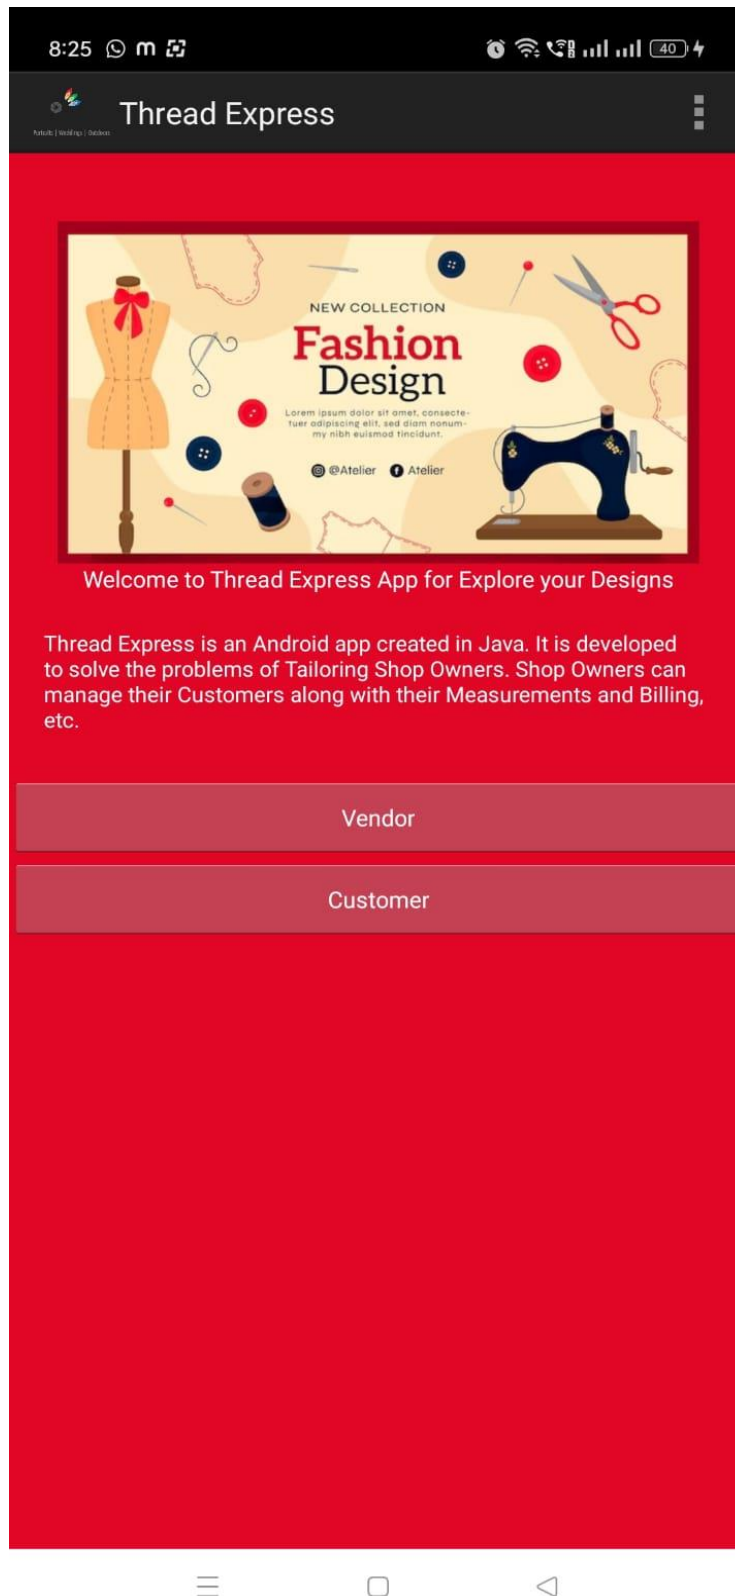 8:25
40
Thread Express
Portraits | Weddings | Outdoors
NEW COLLECTION
Fashion
Design
Lorem ipsum dolor sit amet, consecte-
tuer adipiscing elit, sed diam nonum-
my nibh euismod tincidunt.
@Atelier Atelier
Welcome to Thread Express App for Explore your Designs
Thread Express is an Android app created in Java. It is developed
to solve the problems of Tailoring Shop Owners. Shop Owners can
manage their Customers along with their Measurements and Billing,
etc.
Vendor
Customer